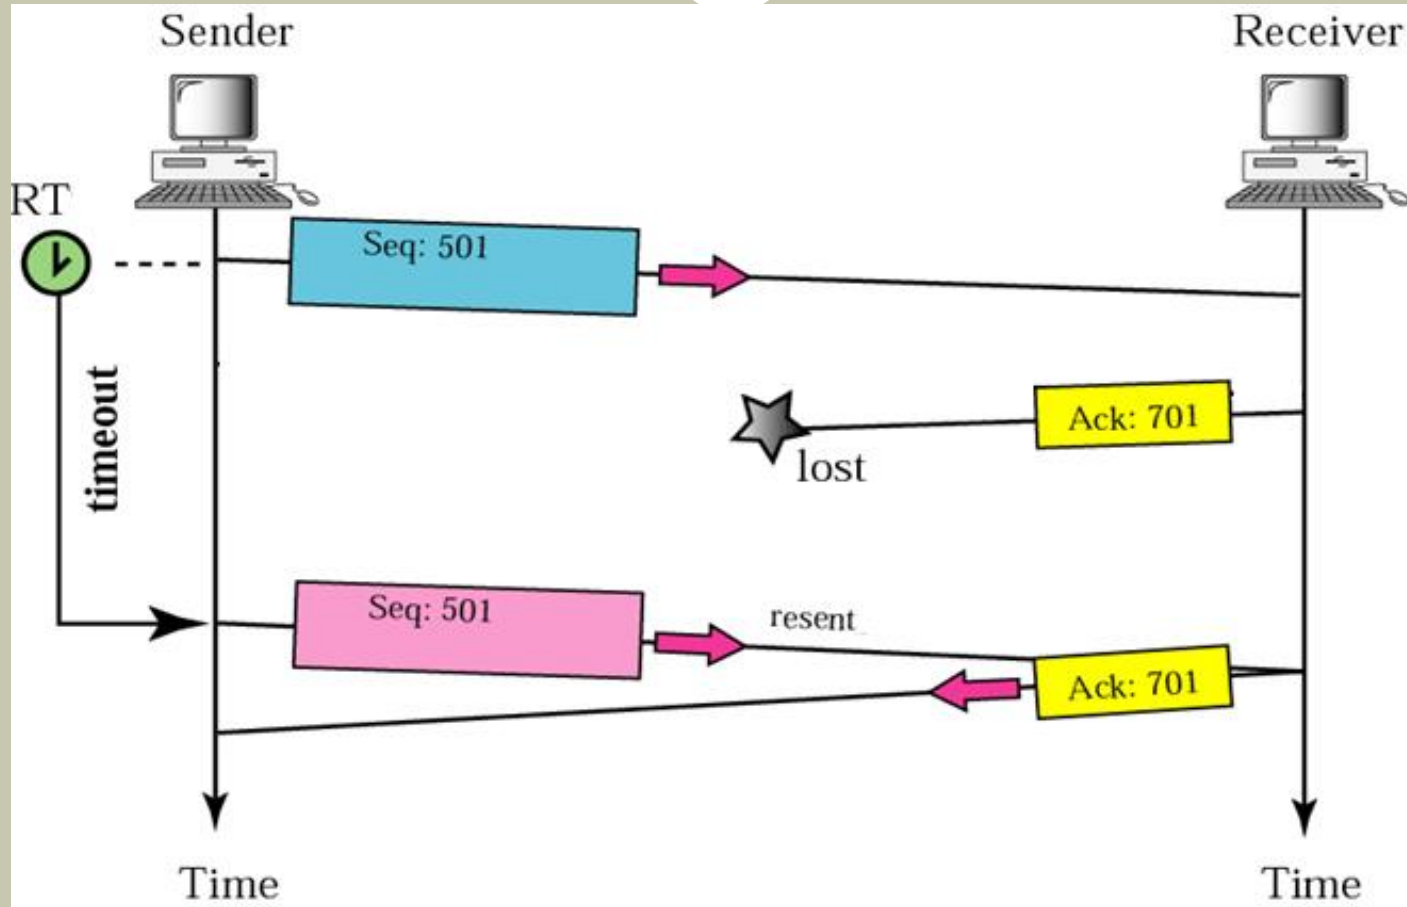 Sender
Receiver
RT
Seq: 501
timeout
Ack: 701
lost
Seq: 501
resent
Ack: 701
Time
Time